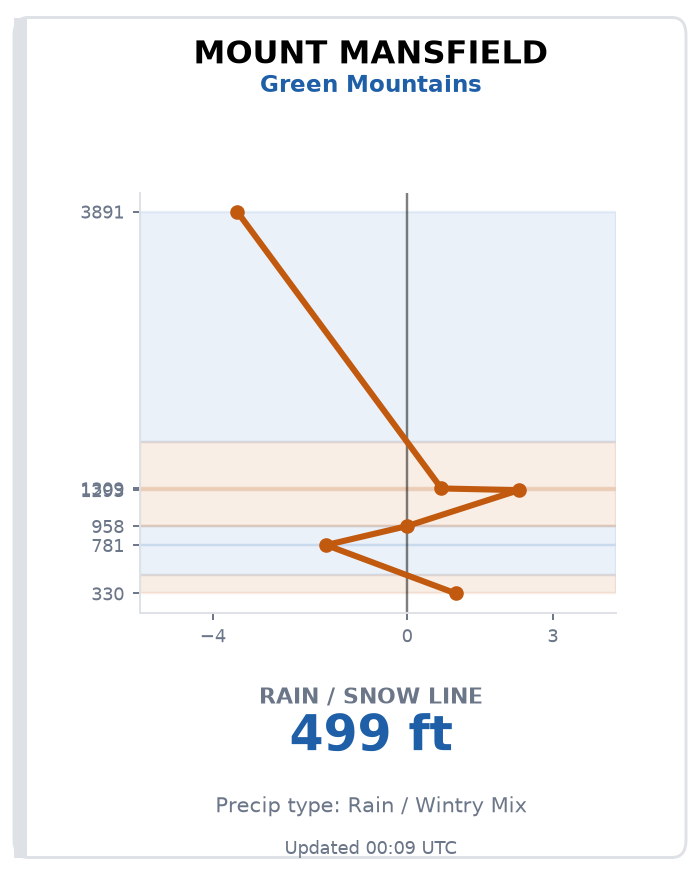 MOUNT MANSFIELD
Green Mountains
3891
1309
958
781
330
−4 0 3
RAIN / SNOW LINE
499 ft
Precip type: Rain / Wintry Mix
Updated 00:09 UTC